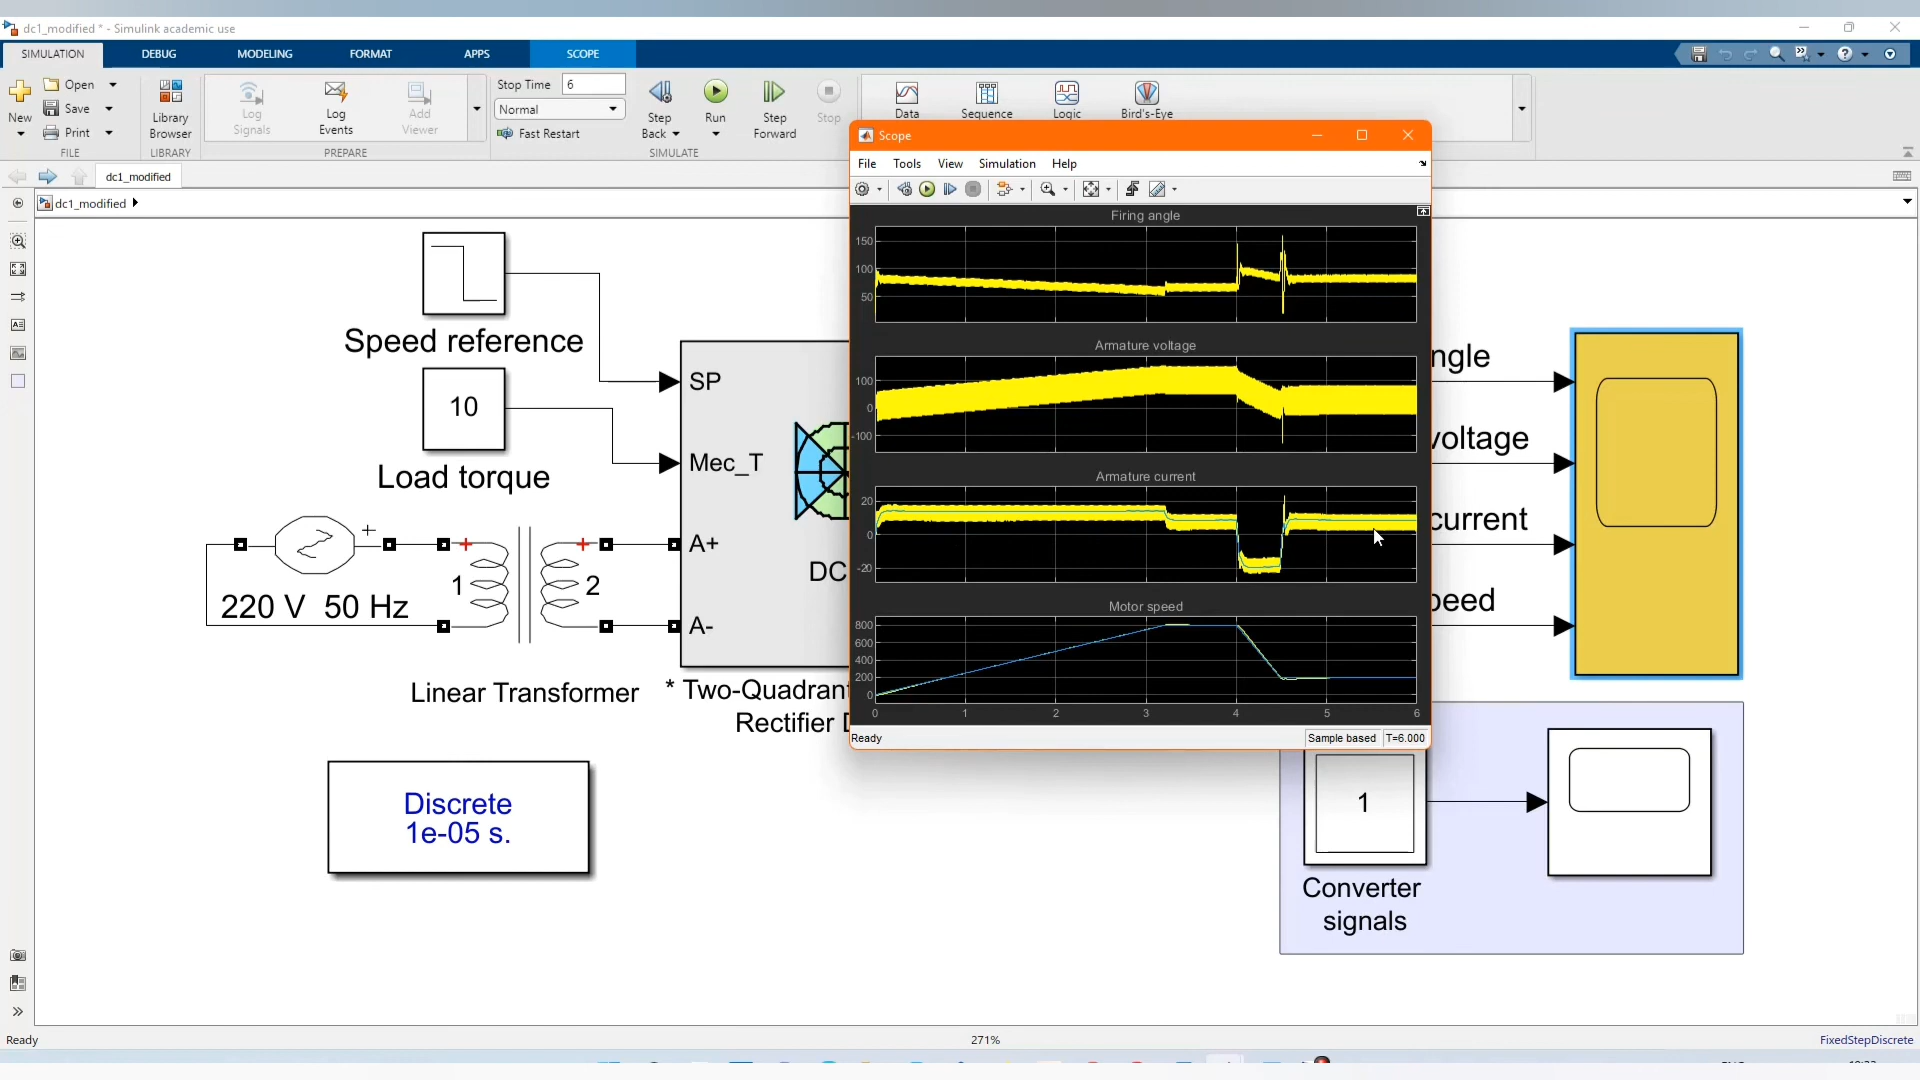 dc1_modified * - Simulink academic use
SIMULATION
DEBUG
MODELING
FORMAT
APPS
SCOPE
New
Open
Save
Print
FILE
Library
Browser
LIBRARY
Log
Signals
Log
Events
Add
Viewer
PREPARE
Stop Time 6
Normal
Fast Restart
Step
Back
Run
Step
Forward
Stop
SIMULATE
Data
Sequence
Logic
Bird's-Eye
dc1_modified
dc1_modified
Scope
File Tools View Simulation Help
Firing angle
150
100
50
Armature voltage
100
0
-100
Armature current
20
0
-20
Motor speed
800
600
400
200
0
0 1 2 3 4 5 6
Ready
Sample based T=6.000
Speed reference
10
Load torque
SP
Mec_T
A+
DC
A-
+
1
2
+
+
220 V 50 Hz
Linear Transformer
* Two-Quadrant
Rectifier
Discrete
1e-05 s.
ngle
voltage
current
peed
1
Converter
signals
Ready
271%
FixedStepDiscrete